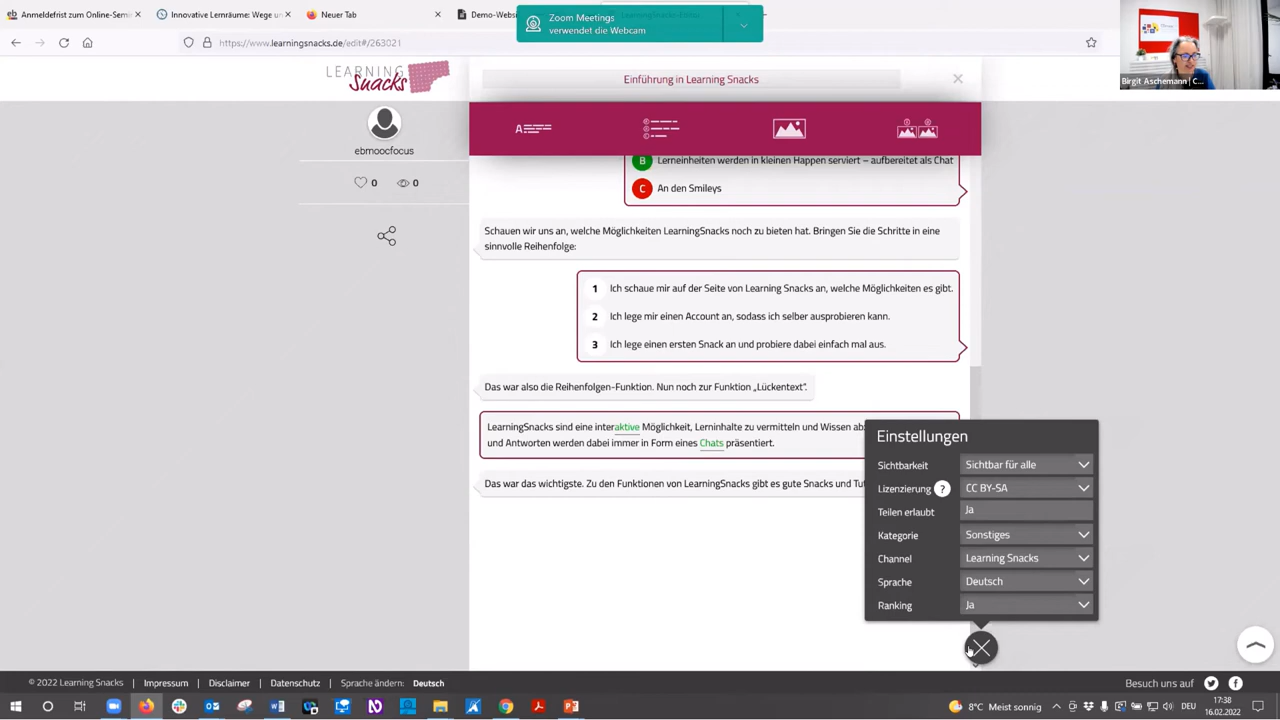 Anmeldefrist zum Online-Sem
Innovative Lernräume: Wege u
Neuer Tab
Demo-Websi
Zoom Meetings
verwendet die Webcam
https://www.learningsnacks.de/edit#/263021
Birgit Aschemann | C
LEARNING
Snacks
Einführung in Learning Snacks
ebmoocfocus
0
0
A
B Lerneinheiten werden in kleinen Happen serviert – aufbereitet als Chat
C An den Smileys
Schauen wir uns an, welche Möglichkeiten LearningSnacks noch zu bieten hat. Bringen Sie die Schritte in eine
sinnvolle Reihenfolge:
1 Ich schaue mir auf der Seite von Learning Snacks an, welche Möglichkeiten es gibt.
2 Ich lege mir einen Account an, sodass ich selber ausprobieren kann.
3 Ich lege einen ersten Snack an und probiere dabei einfach mal aus.
Das war also die Reihenfolgen-Funktion. Nun noch zur Funktion „Lückentext“.
LearningSnacks sind eine interaktive Möglichkeit, Lerninhalte zu vermitteln und Wissen ab
und Antworten werden dabei immer in Form eines Chats präsentiert.
Das war das wichtigste. Zu den Funktionen von LearningSnacks gibt es gute Snacks und Tut
Einstellungen
Sichtbarkeit Sichtbar für alle
Lizenzierung ? CC BY-SA
Teilen erlaubt Ja
Kategorie Sonstiges
Channel Learning Snacks
Sprache Deutsch
Ranking Ja
© 2022 Learning Snacks Impressum Disclaimer Datenschutz Sprache ändern: Deutsch
Besuch uns auf
8°C Meist sonnig
DEU
17:38
16.02.2022